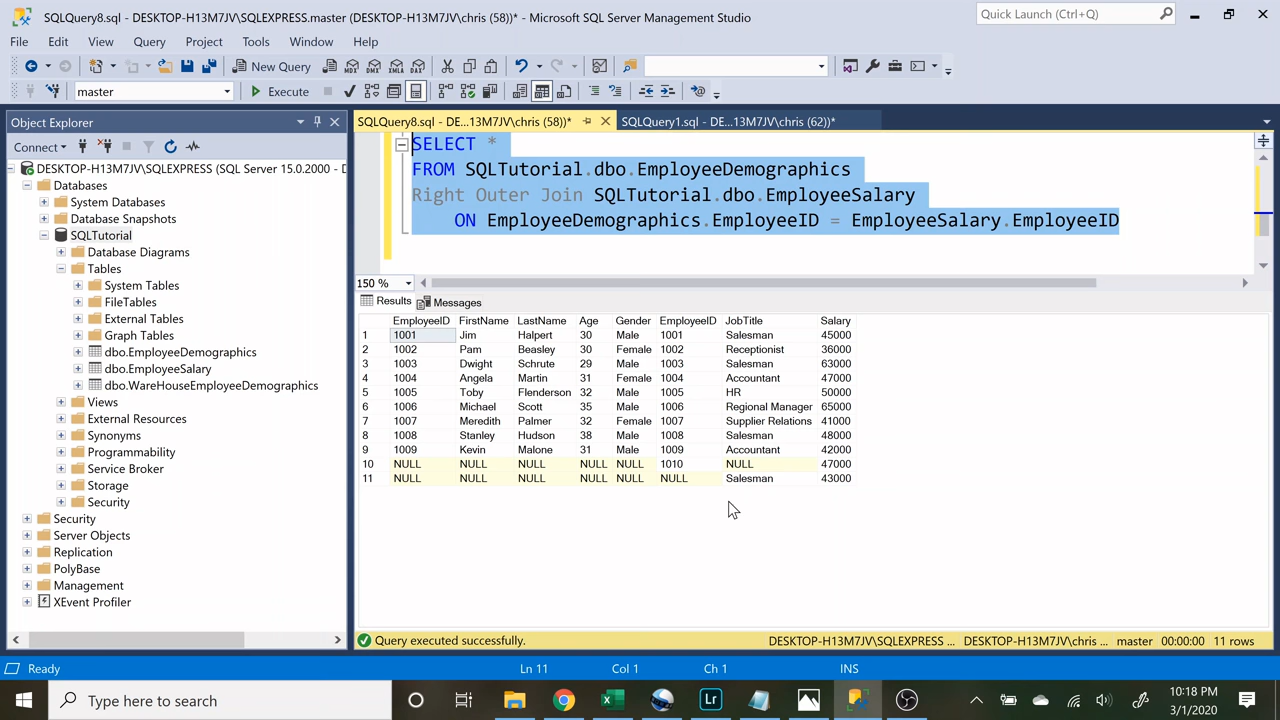 SQLQuery8.sql - DESKTOP-H13M7JV\SQLEXPRESS.master (DESKTOP-H13M7JV\chris (58))* - Microsoft SQL Server Management Studio
Quick Launch (Ctrl+Q)
File Edit View Query Project Tools Window Help
New Query
MDX DMX XMLA DAX
master Execute
Object Explorer
SQLQuery8.sql - DE...13M7JV\chris (58))* SQLQuery1.sql - DE...13M7JV\chris (62))*
Connect
DESKTOP-H13M7JV\SQLEXPRESS (SQL Server 15.0.2000 - D
Databases
System Databases
Database Snapshots
SQLTutorial
Database Diagrams
Tables
System Tables
FileTables
External Tables
Graph Tables
dbo.EmployeeDemographics
dbo.EmployeeSalary
dbo.WareHouseEmployeeDemographics
Views
External Resources
Synonyms
Programmability
Service Broker
Storage
Security
Security
Server Objects
Replication
PolyBase
Management
XEvent Profiler
SELECT *
FROM SQLTutorial.dbo.EmployeeDemographics
Right Outer Join SQLTutorial.dbo.EmployeeSalary
ON EmployeeDemographics.EmployeeID = EmployeeSalary.EmployeeID
150 %
Results Messages
EmployeeID FirstName LastName Age Gender EmployeeID JobTitle Salary
1 1001 Jim Halpert 30 Male 1001 Salesman 45000
2 1002 Pam Beasley 30 Female 1002 Receptionist 36000
3 1003 Dwight Schrute 29 Male 1003 Salesman 63000
4 1004 Angela Martin 31 Female 1004 Accountant 47000
5 1005 Toby Flenderson 32 Male 1005 HR 50000
6 1006 Michael Scott 35 Male 1006 Regional Manager 65000
7 1007 Meredith Palmer 32 Female 1007 Supplier Relations 41000
8 1008 Stanley Hudson 38 Male 1008 Salesman 48000
9 1009 Kevin Malone 31 Male 1009 Accountant 42000
10 NULL NULL NULL NULL NULL 1010 NULL 47000
11 NULL NULL NULL NULL NULL NULL Salesman 43000
Query executed successfully. DESKTOP-H13M7JV\SQLEXPRESS ... DESKTOP-H13M7JV\chris ... master 00:00:00 11 rows
Ready Ln 11 Col 1 Ch 1 INS
Type here to search
Lr
10:18 PM
3/1/2020